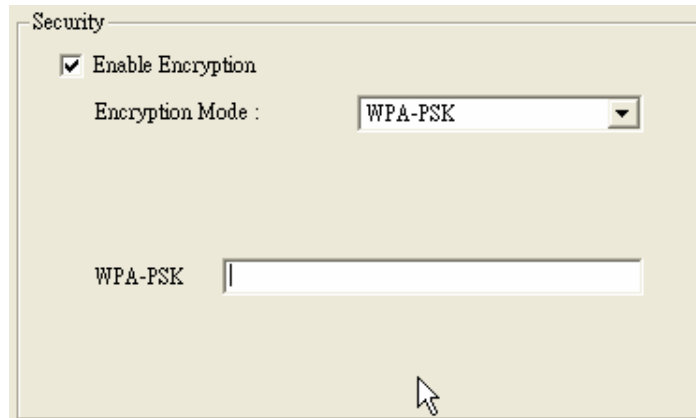 Security
Enable Encryption
Encryption Mode : WPA-PSK
WPA-PSK